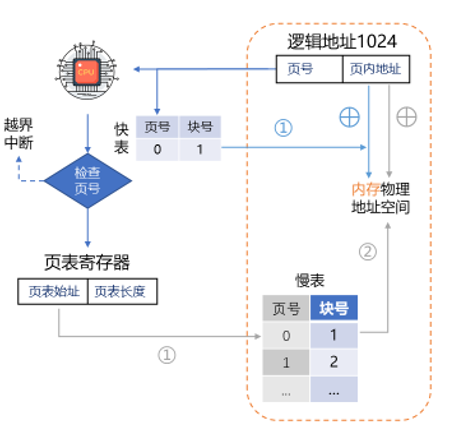 逻辑地址1024
页号 页内地址
CPU
快表
页号 块号
0 1
①
越界
中断
检查
页号
内存物理
地址空间
②
页表寄存器
页表始址 页表长度
①
慢表
页号 块号
0 1
1 2
... ...